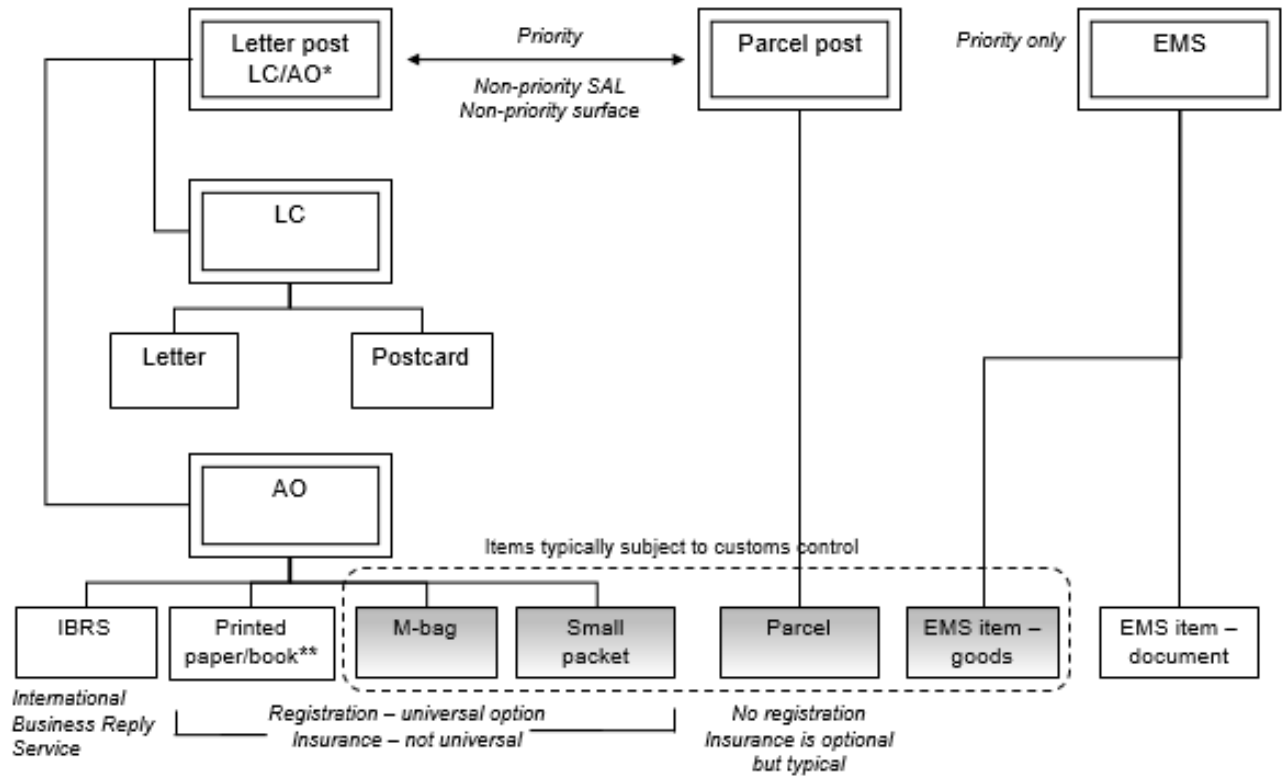 Letter post
LC/AO*
Priority
Non-priority SAL
Non-priority surface
Parcel post
Priority only
EMS
LC
Letter
Postcard
AO
Items typically subject to customs control
IBRS
Printed
paper/book**
M-bag
Small
packet
Parcel
EMS item –
goods
EMS item –
document
International
Business Reply
Service
Registration – universal option
Insurance – not universal
No registration
Insurance is optional
but typical